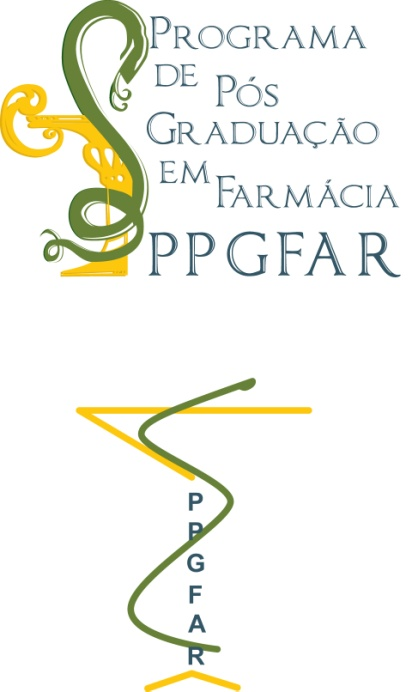 PROGRAMA
DE PÓS
GRADUAÇÃO
EM FARMÁCIA
PPGFAR
P
P
G
F
A
R